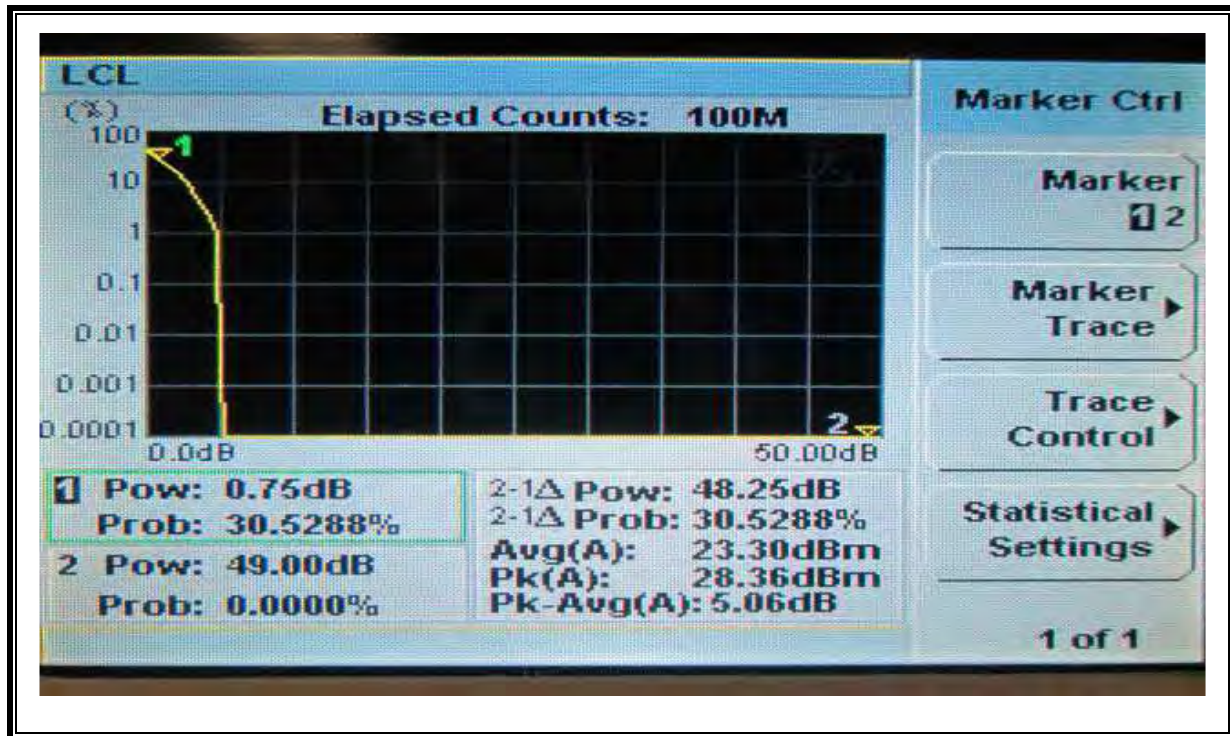 LCL
(%)
Elapsed Counts: 100M
100
1
10
1
0.1
0.01
0.001
0.0001
2
0.0dB
50.00dB
1 Pow: 0.75dB
Prob: 30.5288%
2 Pow: 49.00dB
Prob: 0.0000%
2-1Δ Pow: 48.25dB
2-1Δ Prob: 30.5288%
Avg(A): 23.30dBm
Pk(A): 28.36dBm
Pk-Avg(A): 5.06dB
Marker Ctrl
Marker
1 2
Marker
Trace
Trace
Control
Statistical
Settings
1 of 1